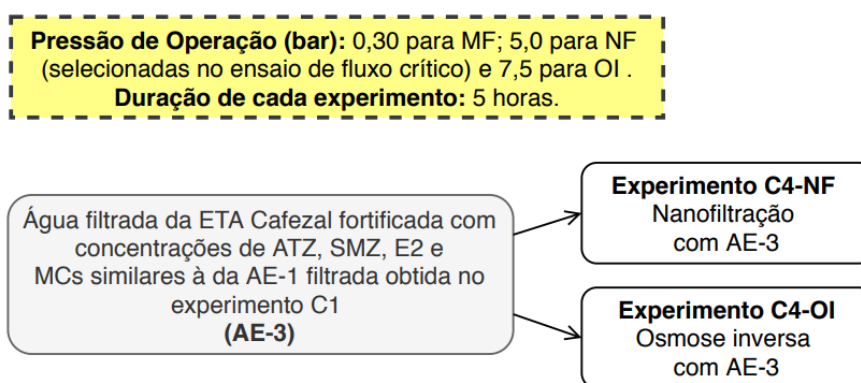 Pressão de Operação (bar): 0,30 para MF; 5,0 para NF
(selecionadas no ensaio de fluxo crítico) e 7,5 para OI .
Duração de cada experimento: 5 horas.
Água filtrada da ETA Cafezal fortificada com
concentrações de ATZ, SMZ, E2 e
MCs similares à da AE-1 filtrada obtida no
experimento C1
(AE-3)
Experimento C4-NF
Nanofiltração
com AE-3
Experimento C4-OI
Osmose inversa
com AE-3